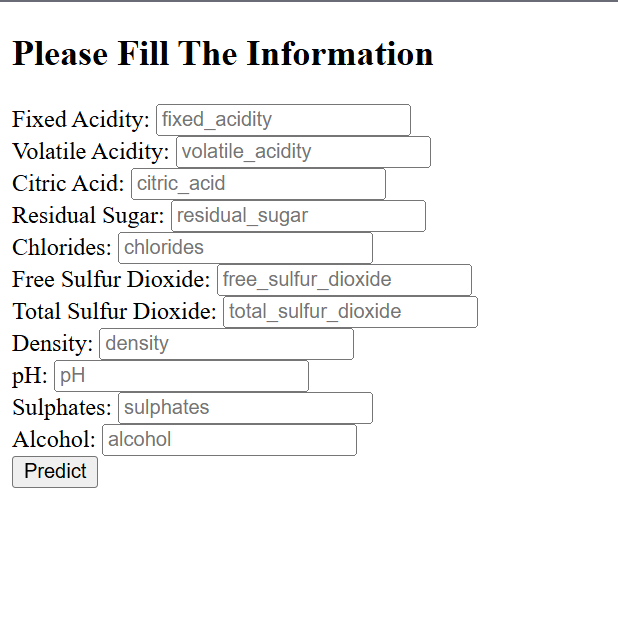 Please Fill The Information
Fixed Acidity: fixed_acidity
Volatile Acidity: volatile_acidity
Citric Acid: citric_acid
Residual Sugar: residual_sugar
Chlorides: chlorides
Free Sulfur Dioxide: free_sulfur_dioxide
Total Sulfur Dioxide: total_sulfur_dioxide
Density: density
pH: pH
Sulphates: sulphates
Alcohol: alcohol
Predict